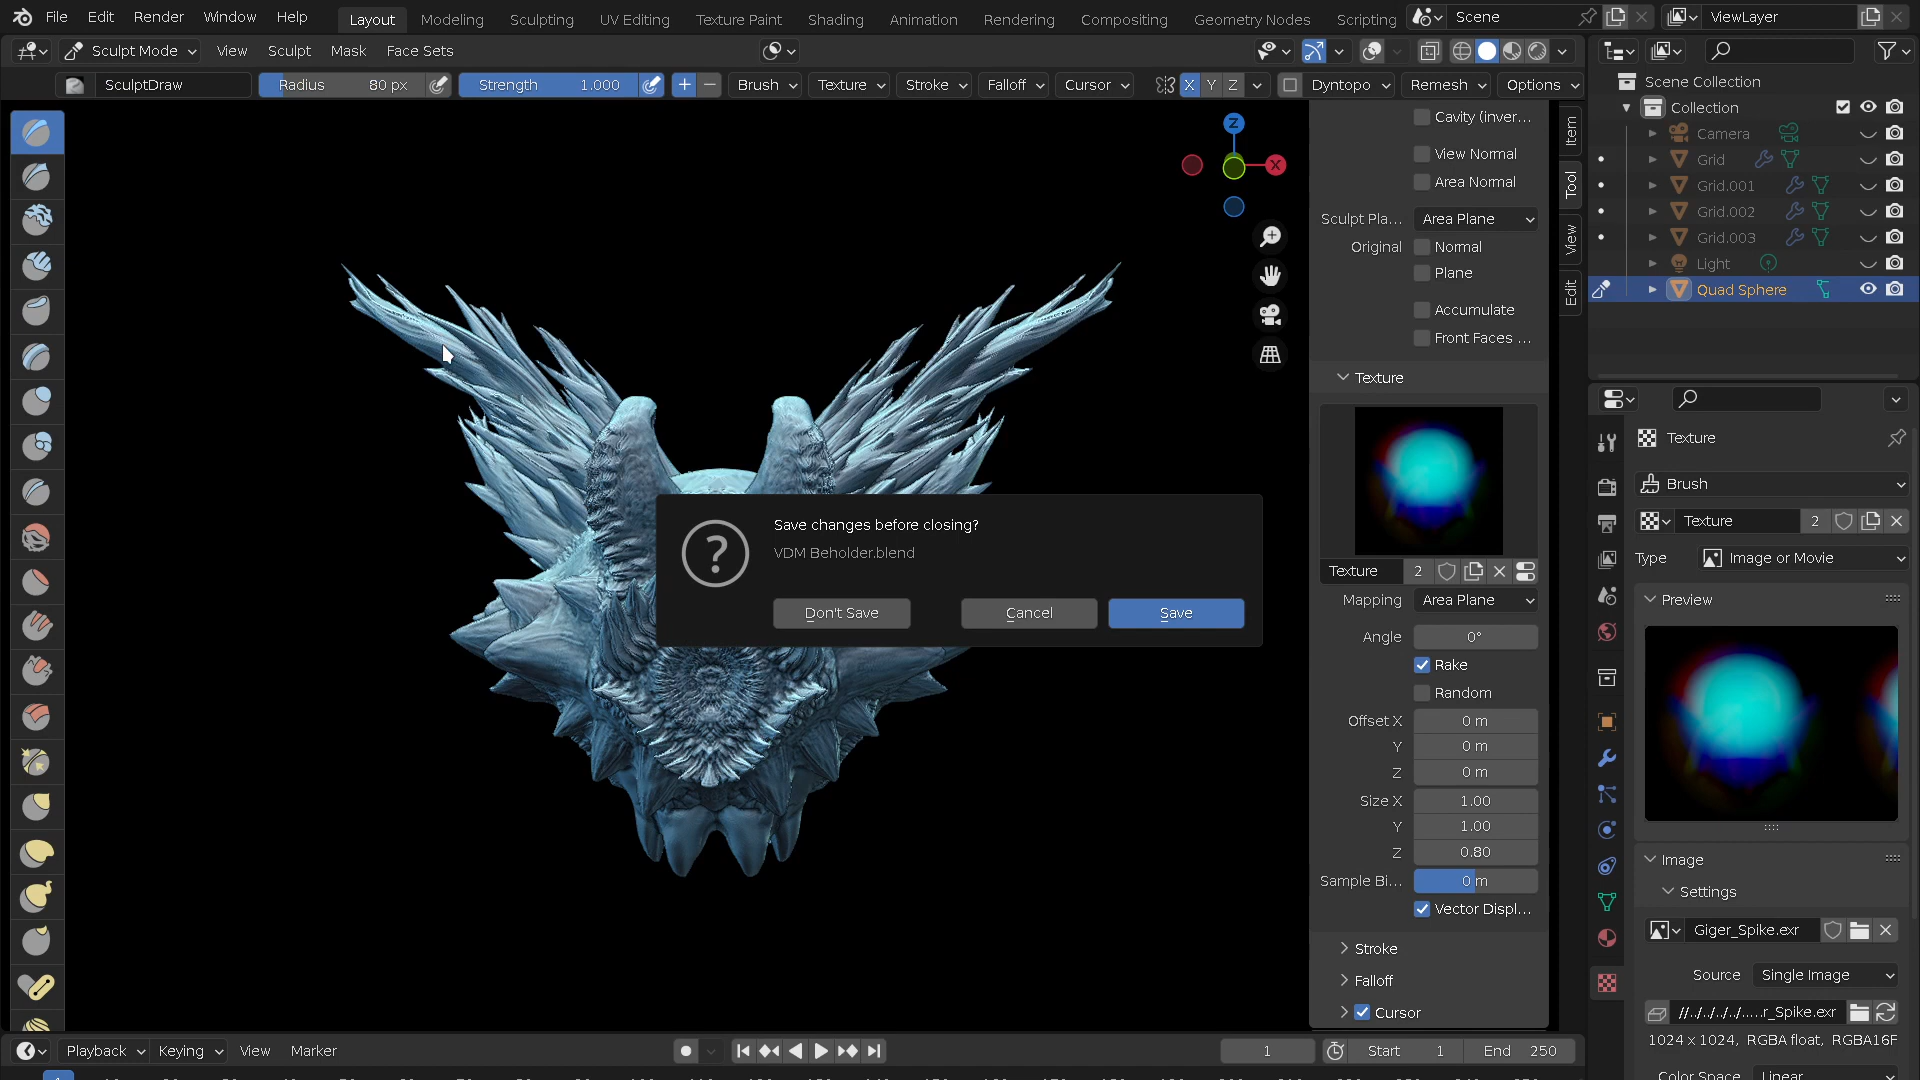 File Edit Render Window Help Layout Modeling Sculpting UV Editing Texture Paint Shading Animation Rendering Compositing Geometry Nodes Scripting Scene ViewLayer
Sculpt Mode View Sculpt Mask Face Sets
SculptDraw Radius 80 px Strength 1.000 Brush Texture Stroke Falloff Cursor X Y Z Dyntopo Remesh Options
Scene Collection
Collection
Camera
Grid
Grid.001
Grid.002
Grid.003
Light
Quad Sphere
Z
X
Cavity (inver...
View Normal
Area Normal
Sculpt Pla... Area Plane
Original Normal
Plane
Accumulate
Front Faces ...
Item
Tool
View
Edit
Texture
Texture 2
Mapping Area Plane
Angle 0°
Rake
Random
Offset X 0 m
Y 0 m
Z 0 m
Size X 1.00
Y 1.00
Z 0.80
Sample Bi... 0 m
Vector Displ...
Stroke
Falloff
Cursor
Save changes before closing?
VDM Beholder.blend
Don't Save Cancel Save
Texture
Brush
Texture 2
Type Image or Movie
Preview
Image
Settings
Giger_Spike.exr
Source Single Image
//../../../.....r_Spike.exr
1024 x 1024, RGBA float, RGBA16F
Color Space Linear
Playback Keying View Marker 1 Start 1 End 250